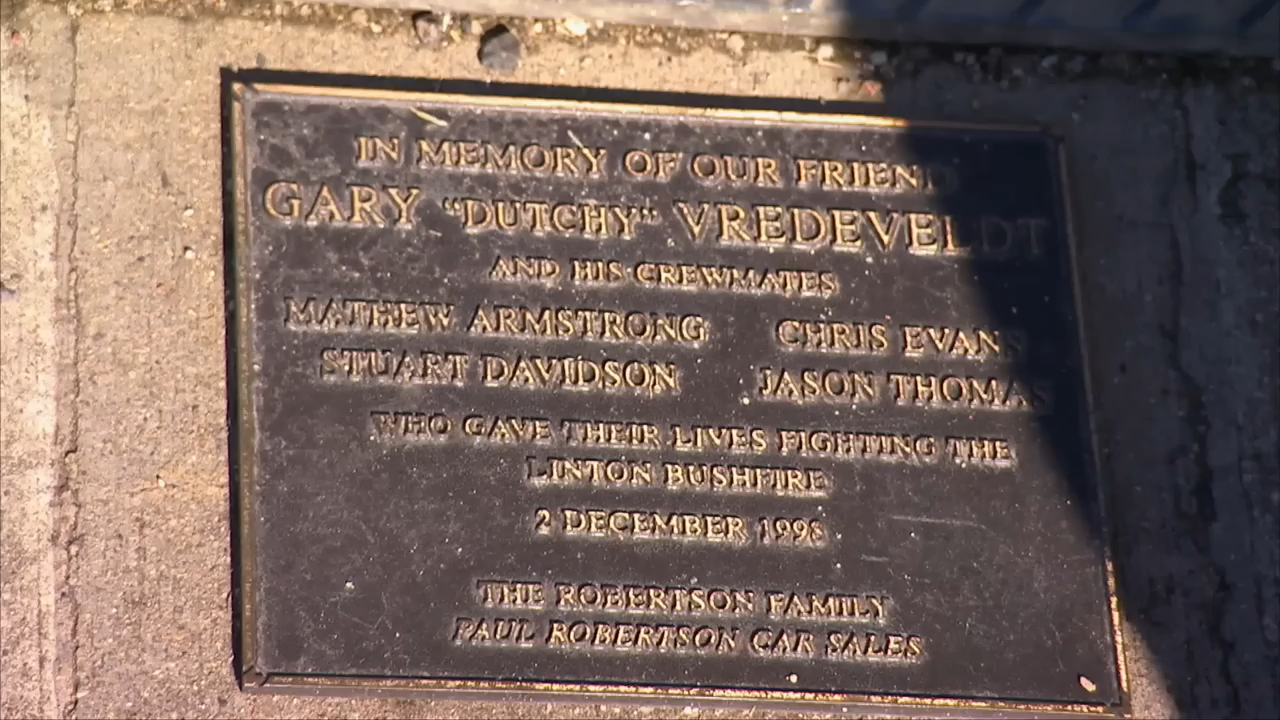 IN MEMORY OF OUR FRIEND
GARY "DUTCHY" VREDEVELDT
AND HIS CREWMATES
MATHEW ARMSTRONG CHRIS EVANS
STUART DAVIDSON JASON THOMAS
WHO GAVE THEIR LIVES FIGHTING THE
LINTON BUSHFIRE
2 DECEMBER 1998
THE ROBERTSON FAMILY
PAUL ROBERTSON CAR SALES